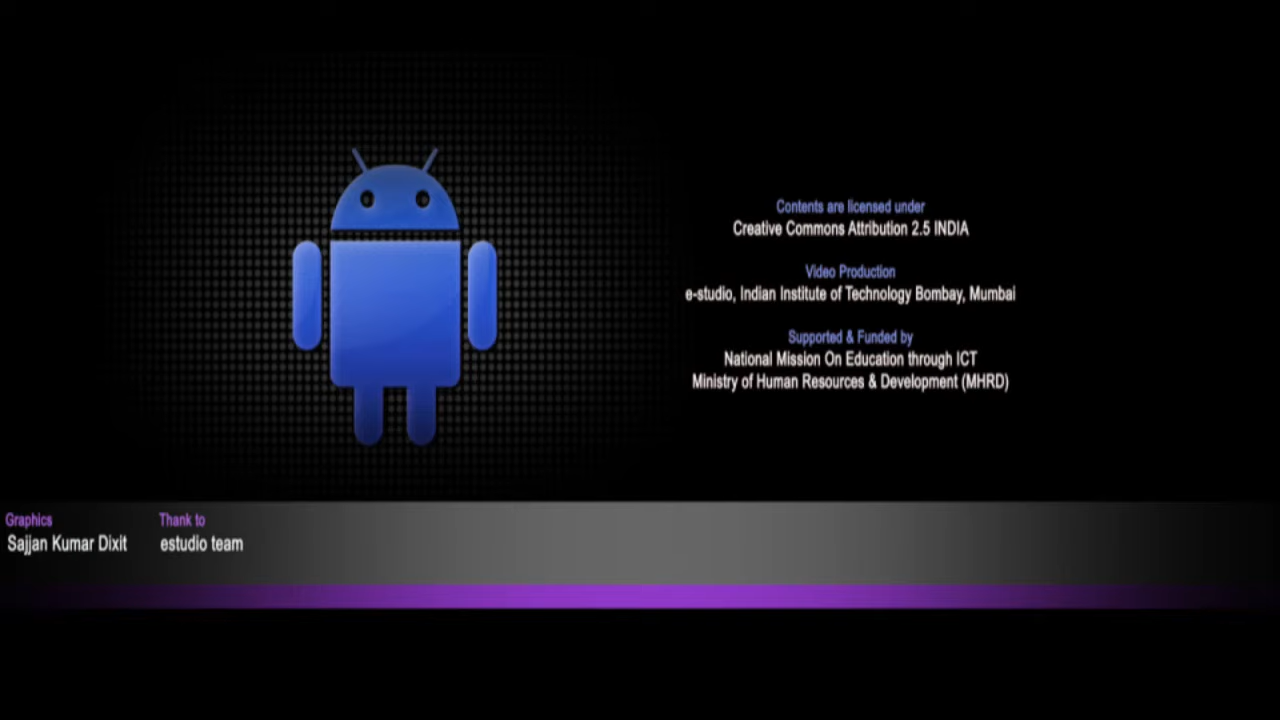 Contents are licensed under
Creative Commons Attribution 2.5 INDIA
Video Production
e-studio, Indian Institute of Technology Bombay, Mumbai
Supported & Funded by
National Mission On Education through ICT
Ministry of Human Resources & Development (MHRD)
Graphics
Sajjan Kumar Dixit
Thank to
estudio team